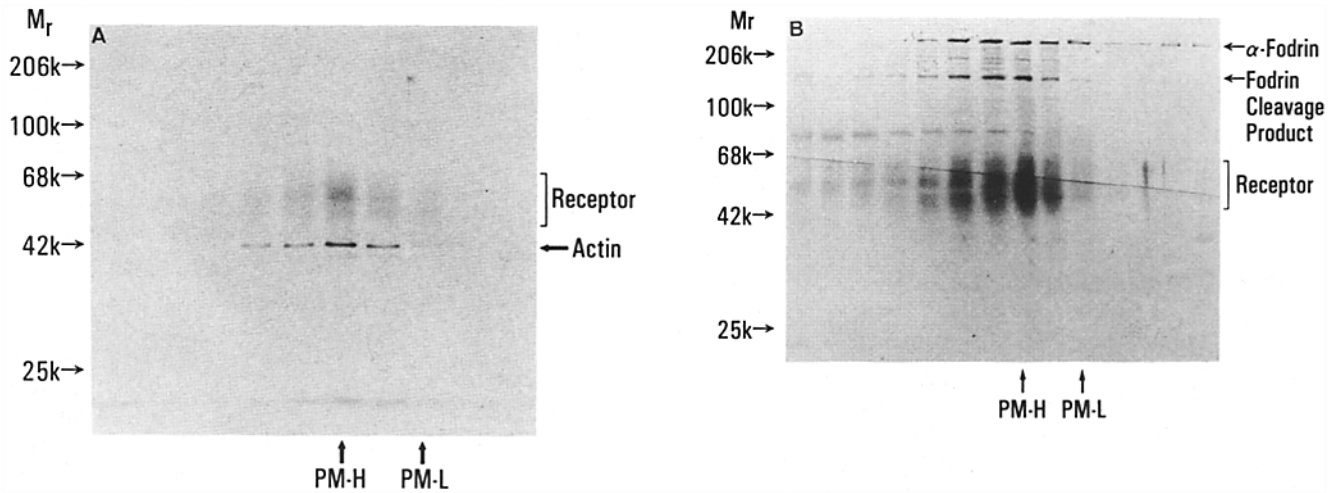 Mr
A
206k→
100k→
68k→
Receptor
42k→
←Actin
25k→
PM-H PM-L
Mr
B
206k→
←α-Fodrin
←Fodrin
Cleavage
Product
100k→
68k→
Receptor
42k→
25k→
PM-H PM-L